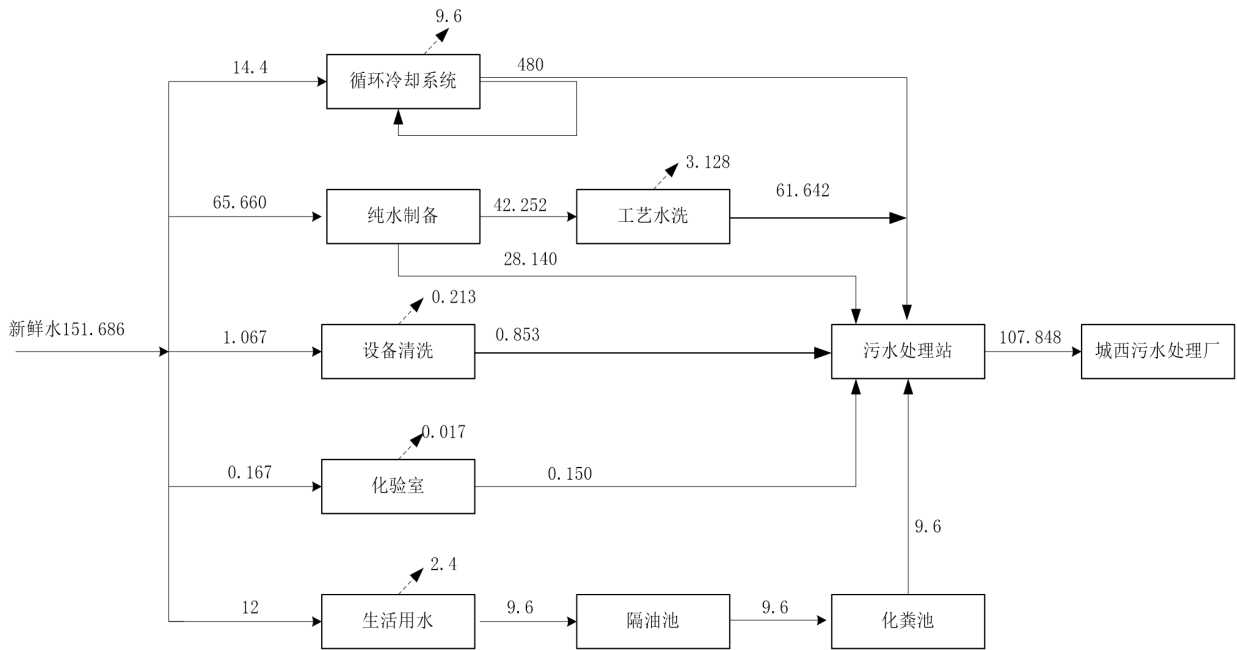 9.6
14.4
循环冷却系统
480
3.128
65.660
纯水制备
42.252
工艺水洗
61.642
28.140
0.213
新鲜水151.686
1.067
设备清洗
0.853
污水处理站
107.848
城西污水处理厂
0.017
0.167
化验室
0.150
9.6
2.4
12
生活用水
9.6
隔油池
9.6
化粪池